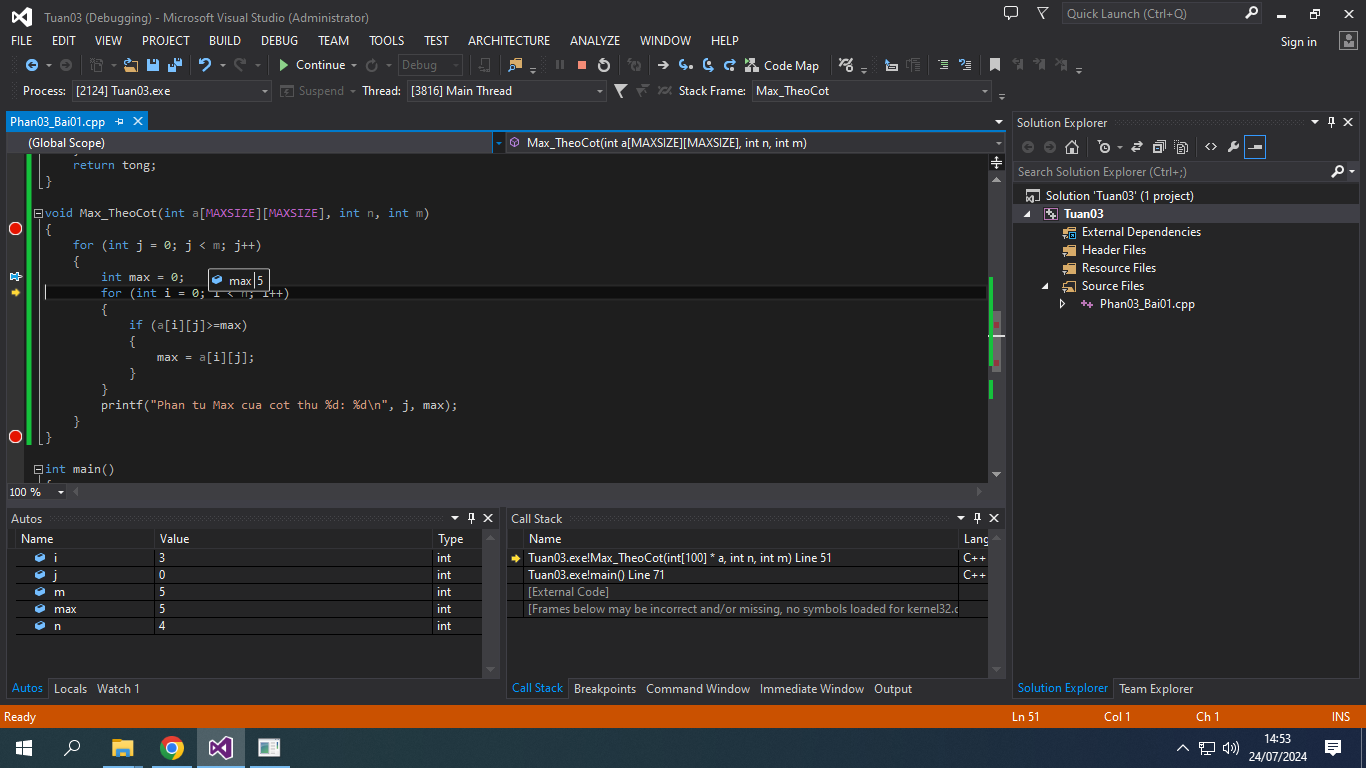 Tuan03 (Debugging) - Microsoft Visual Studio (Administrator)
Quick Launch (Ctrl+Q)
FILE EDIT VIEW PROJECT BUILD DEBUG TEAM TOOLS TEST ARCHITECTURE ANALYZE WINDOW HELP
Sign in
Continue Debug Code Map
Process: [2124] Tuan03.exe Suspend Thread: [3816] Main Thread Stack Frame: Max_TheoCot
Phan03_Bai01.cpp
(Global Scope) Max_TheoCot(int a[MAXSIZE][MAXSIZE], int n, int m)
return tong;
}
void Max_TheoCot(int a[MAXSIZE][MAXSIZE], int n, int m)
{
for (int j = 0; j < m; j++)
{
int max = 0;
max 5
for (int i = 0; i < n; i++)
{
if (a[i][j]>=max)
{
max = a[i][j];
}
}
printf("Phan tu Max cua cot thu %d: %d\n", j, max);
}
}
int main()
100 %
Autos
Name Value Type
i 3 int
j 0 int
m 5 int
max 5 int
n 4 int
Autos Locals Watch 1
Call Stack
Name Lang
Tuan03.exe!Max_TheoCot(int[100] * a, int n, int m) Line 51 C++
Tuan03.exe!main() Line 71 C++
[External Code]
[Frames below may be incorrect and/or missing, no symbols loaded for kernel32.d
Call Stack Breakpoints Command Window Immediate Window Output
Solution Explorer
Search Solution Explorer (Ctrl+;)
Solution 'Tuan03' (1 project)
Tuan03
External Dependencies
Header Files
Resource Files
Source Files
Phan03_Bai01.cpp
Solution Explorer Team Explorer
Ready Ln 51 Col 1 Ch 1 INS
14:53
24/07/2024